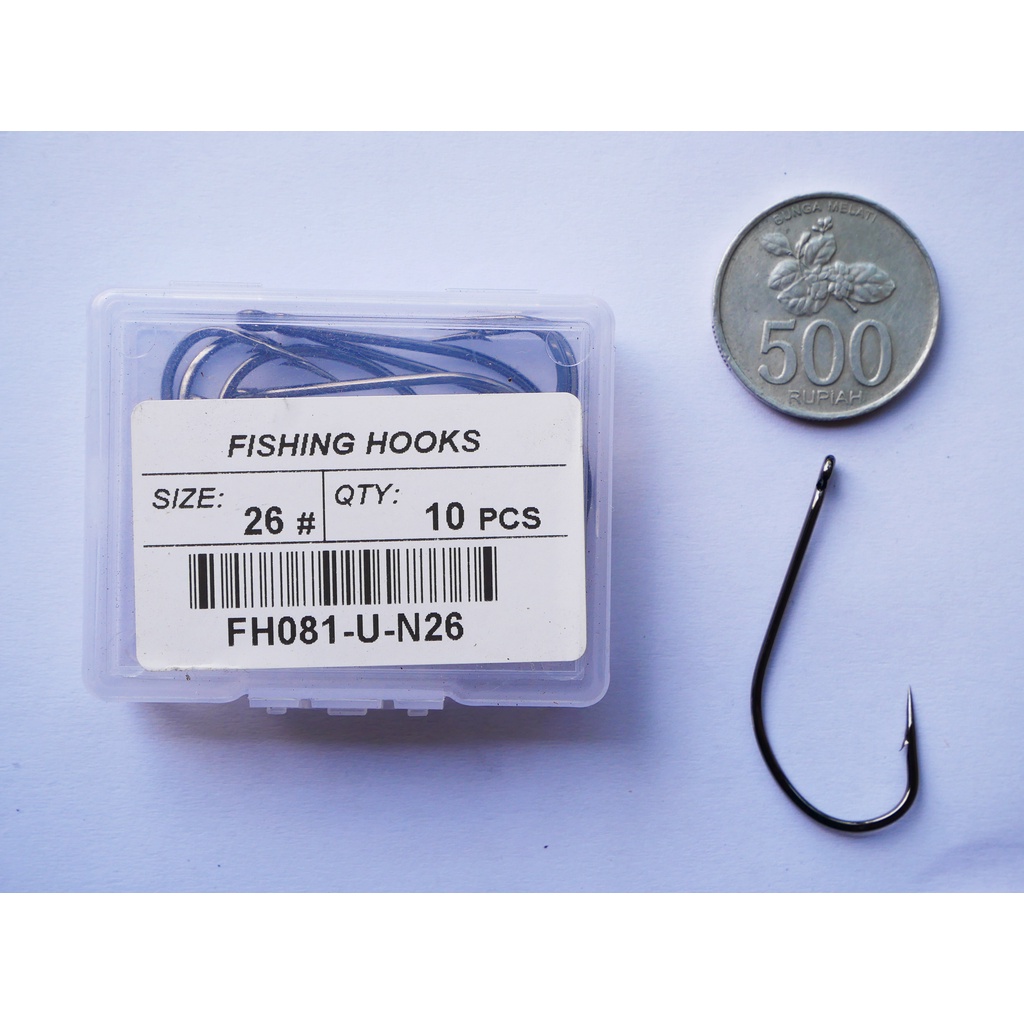 FISHING HOOKS
SIZE: 26 #
QTY: 10 PCS
FH081-U-N26
BUNGA MELATI
500
RUPIAH